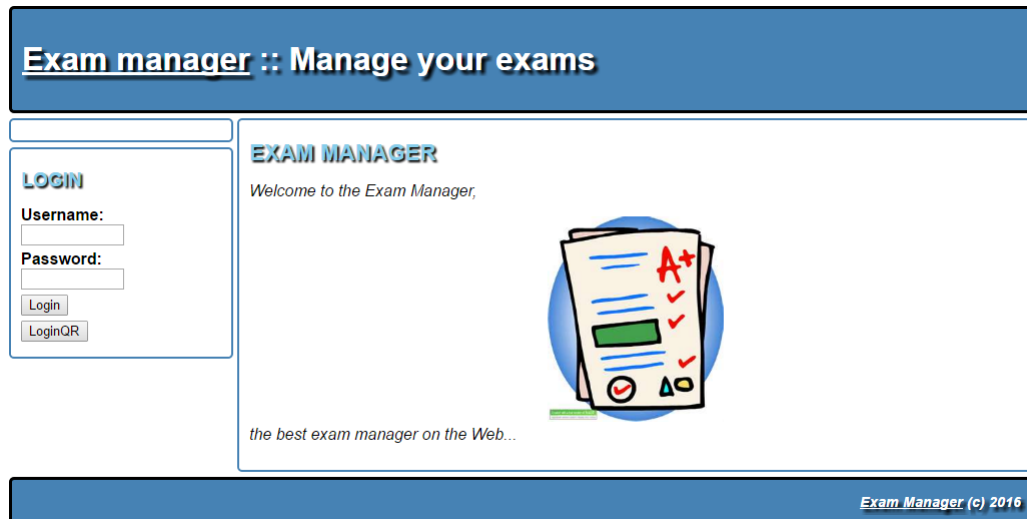 Exam manager :: Manage your exams
LOGIN
Username:
Password:
Login
LoginQR
EXAM MANAGER
Welcome to the Exam Manager,
A+
the best exam manager on the Web...
Exam Manager (c) 2016